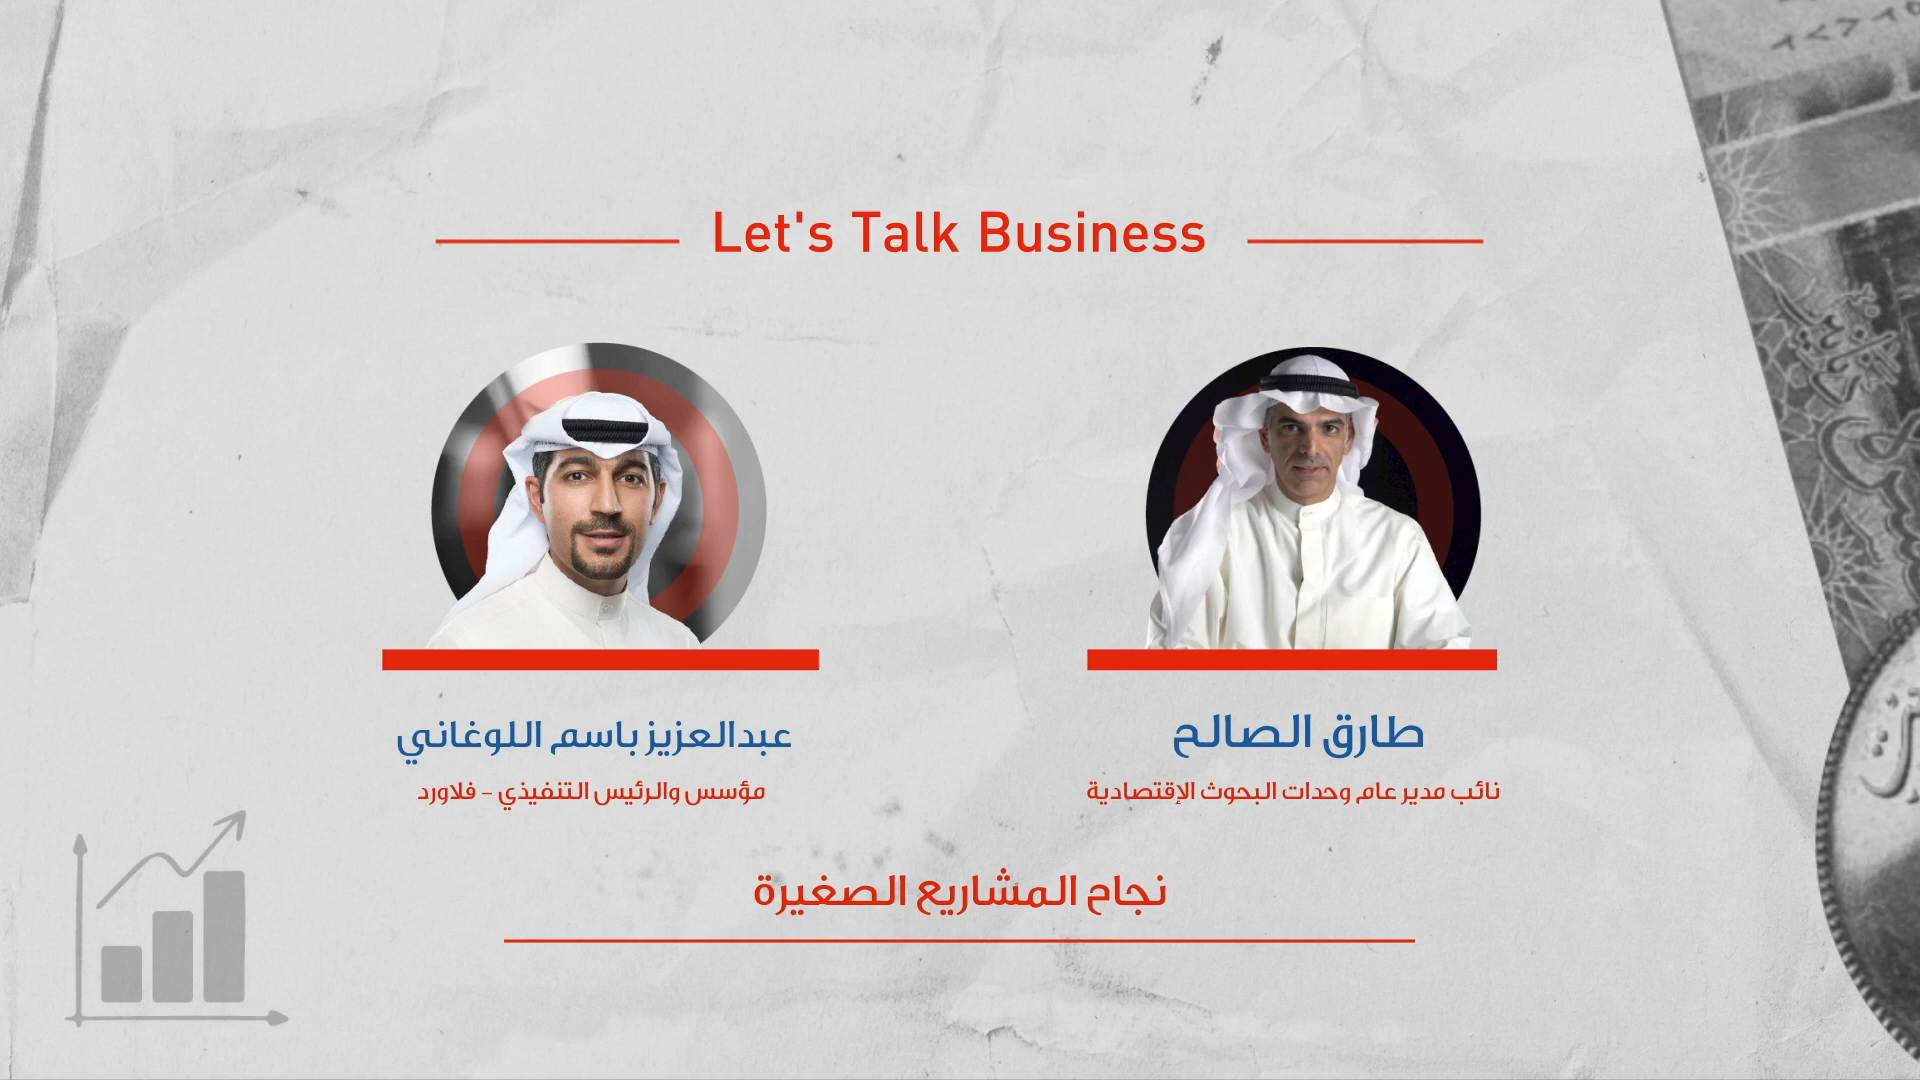 Let's Talk Business
طارق الصالح
نائب مدير عام وحدات البحوث الإقتصادية
عبدالعزيز باسم اللوغاني
مؤسس والرئيس التنفيذي – فلاورد
نجاح المشاريع الصغيرة